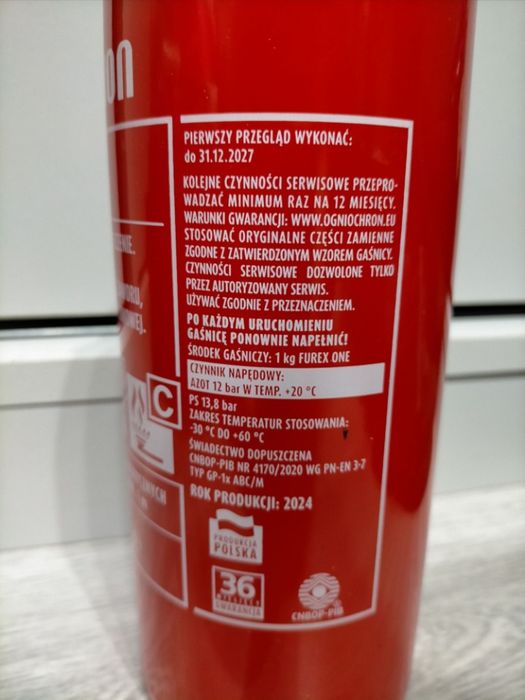 PIERWSZY PRZEGLĄD WYKONAĆ:
do 31.12.2027
KOLEJNE CZYNNOŚCI SERWISOWE PRZEPRO-
WADZAĆ MINIMUM RAZ NA 12 MIESIĘCY.
WARUNKI GWARANCJI: WWW.OGNIOCHRON.EU
STOSOWAĆ ORYGINALNE CZĘŚCI ZAMIENNE
ZGODNE Z ZATWIERDZONYM WZOREM GAŚNICY.
CZYNNOŚCI SERWISOWE DOZWOLONE TYLKO
PRZEZ AUTORYZOWANY SERWIS.
UŻYWAĆ ZGODNIE Z PRZEZNACZENIEM.
PO KAŻDYM URUCHOMIENIU
GAŚNICĘ PONOWNIE NAPEŁNIĆ!
ŚRODEK GAŚNICZY: 1 kg FUREX ONE
CZYNNIK NAPĘDOWY:
AZOT 12 bar W TEMP. +20 °C
PS 13,8 bar
ZAKRES TEMPERATUR STOSOWANIA:
-30 °C DO +60 °C
ŚWIADECTWO DOPUSZCZENA
CNBOP-PIB NR 4170/2020 WG PN-EN 3-7
TYP GP-1x ABC/M
ROK PRODUKCJI: 2024
PRODUKCJA
POLSKA
36
MIESIĘCY
GWARANCJA
CNBOP-PIB
C